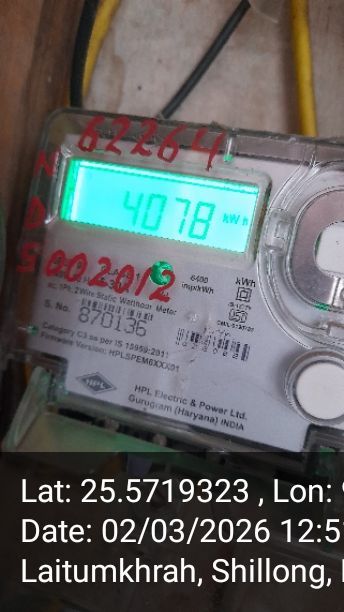 62264
N
4078 kWh
D
S 002012
6400
imp/kWh
kWh
ac, 1Ph, 2Wire Static Watthour Meter
S. No.
870136
Category C3 as per IS 15959:2011
Firmware Version: HPLSPEM6XXX01
HPL
HPL Electric & Power Ltd.
Gurugram (Haryana) INDIA
Lat: 25.5719323 , Lon:
Date: 02/03/2026 12:5
Laitumkhrah, Shillong,